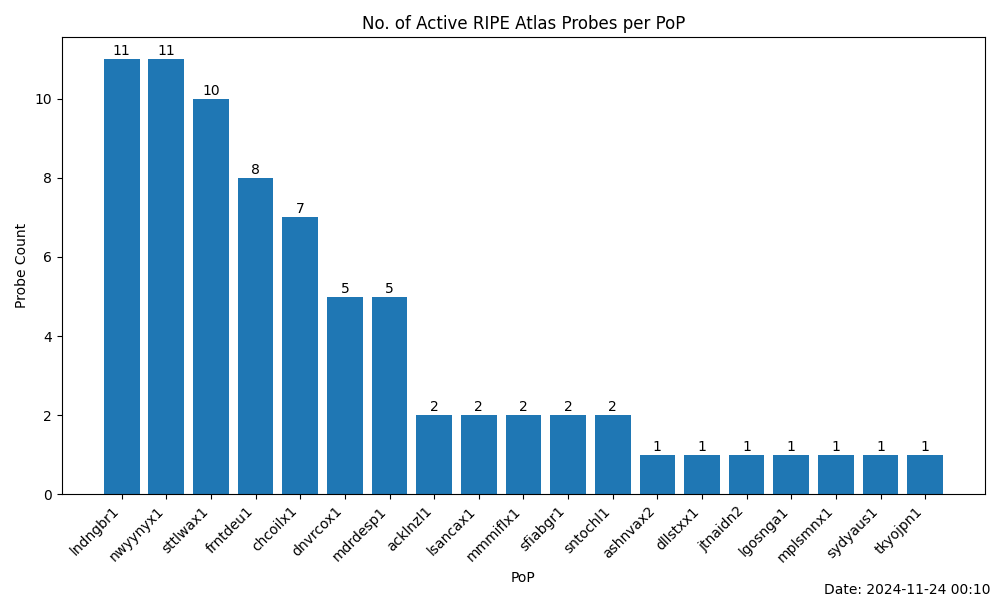 No. of Active RIPE Atlas Probes per PoP
11 11 10 8 7 5 5 2 2 2 2 2 1 1 1 1 1 1 1
Probe Count
10
8
6
4
2
0
lndngbr1 nwyynyx1 sttlwax1 frntdeu1 chcoilx1 dnvrcox1 mdrdesp1 acklnzl1 lsancax1 mmmiflx1 sfiabgr1 sntochl1 ashnvax2 dllstxx1 jtnaidn2 lgosnga1 mplsmnx1 sydyaus1 tkyojpn1
PoP
Date: 2024-11-24 00:10